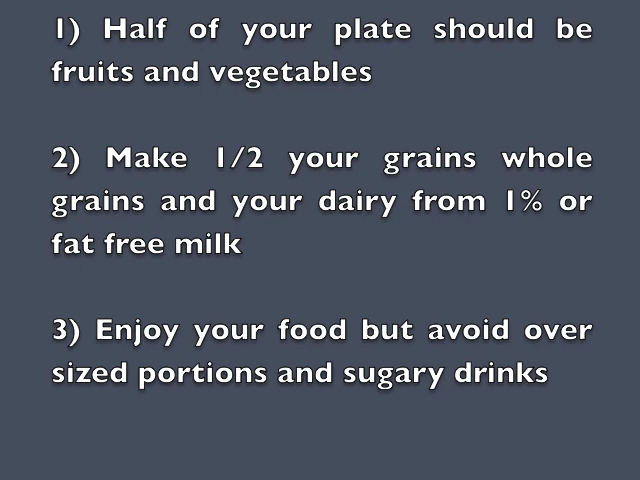 1) Half of your plate should be
fruits and vegetables
2) Make 1/2 your grains whole
grains and your dairy from 1% or
fat free milk
3) Enjoy your food but avoid over
sized portions and sugary drinks